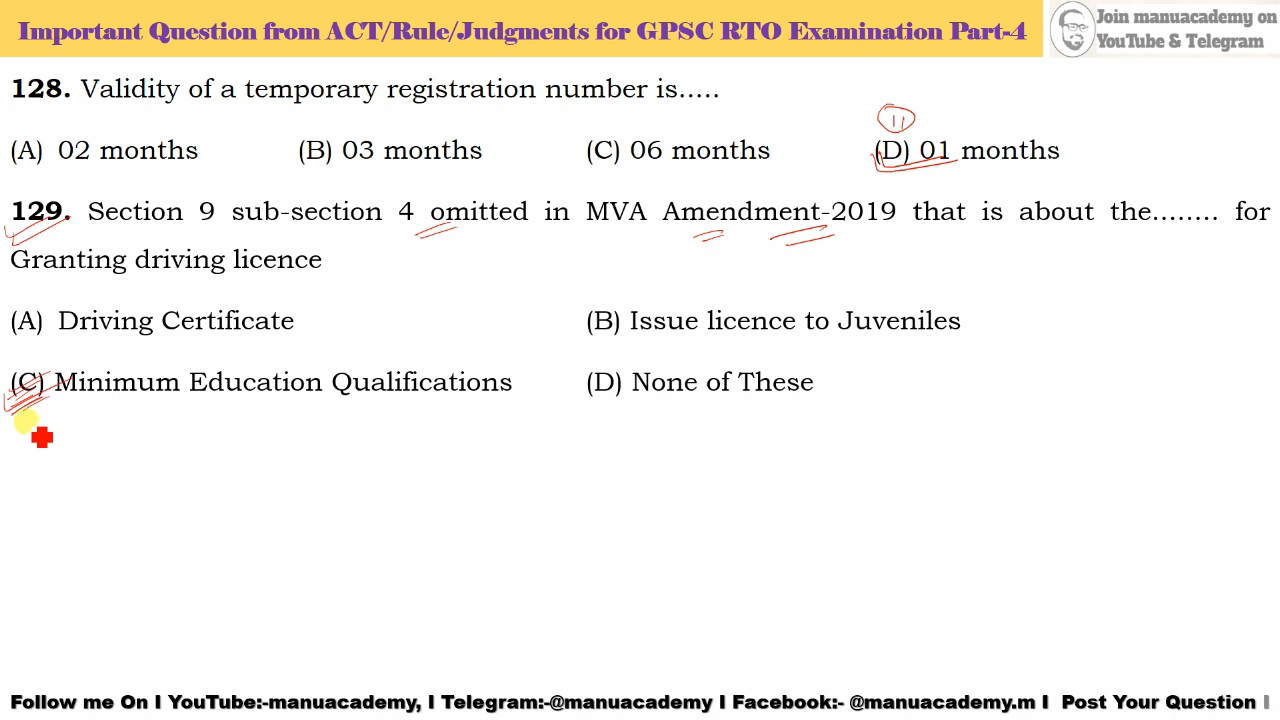 Important Question from ACT/Rule/Judgments for GPSC RTO Examination Part-4
Join manuacademy on
YouTube & Telegram
128. Validity of a temporary registration number is.....
11
(A) 02 months (B) 03 months (C) 06 months (D) 01 months
129. Section 9 sub-section 4 omitted in MVA Amendment-2019 that is about the........ for
Granting driving licence
(A) Driving Certificate (B) Issue licence to Juveniles
(C) Minimum Education Qualifications (D) None of These
Follow me On I YouTube:-manuacademy, I Telegram:-@manuacademy I Facebook:- @manuacademy.m I Post Your Question I